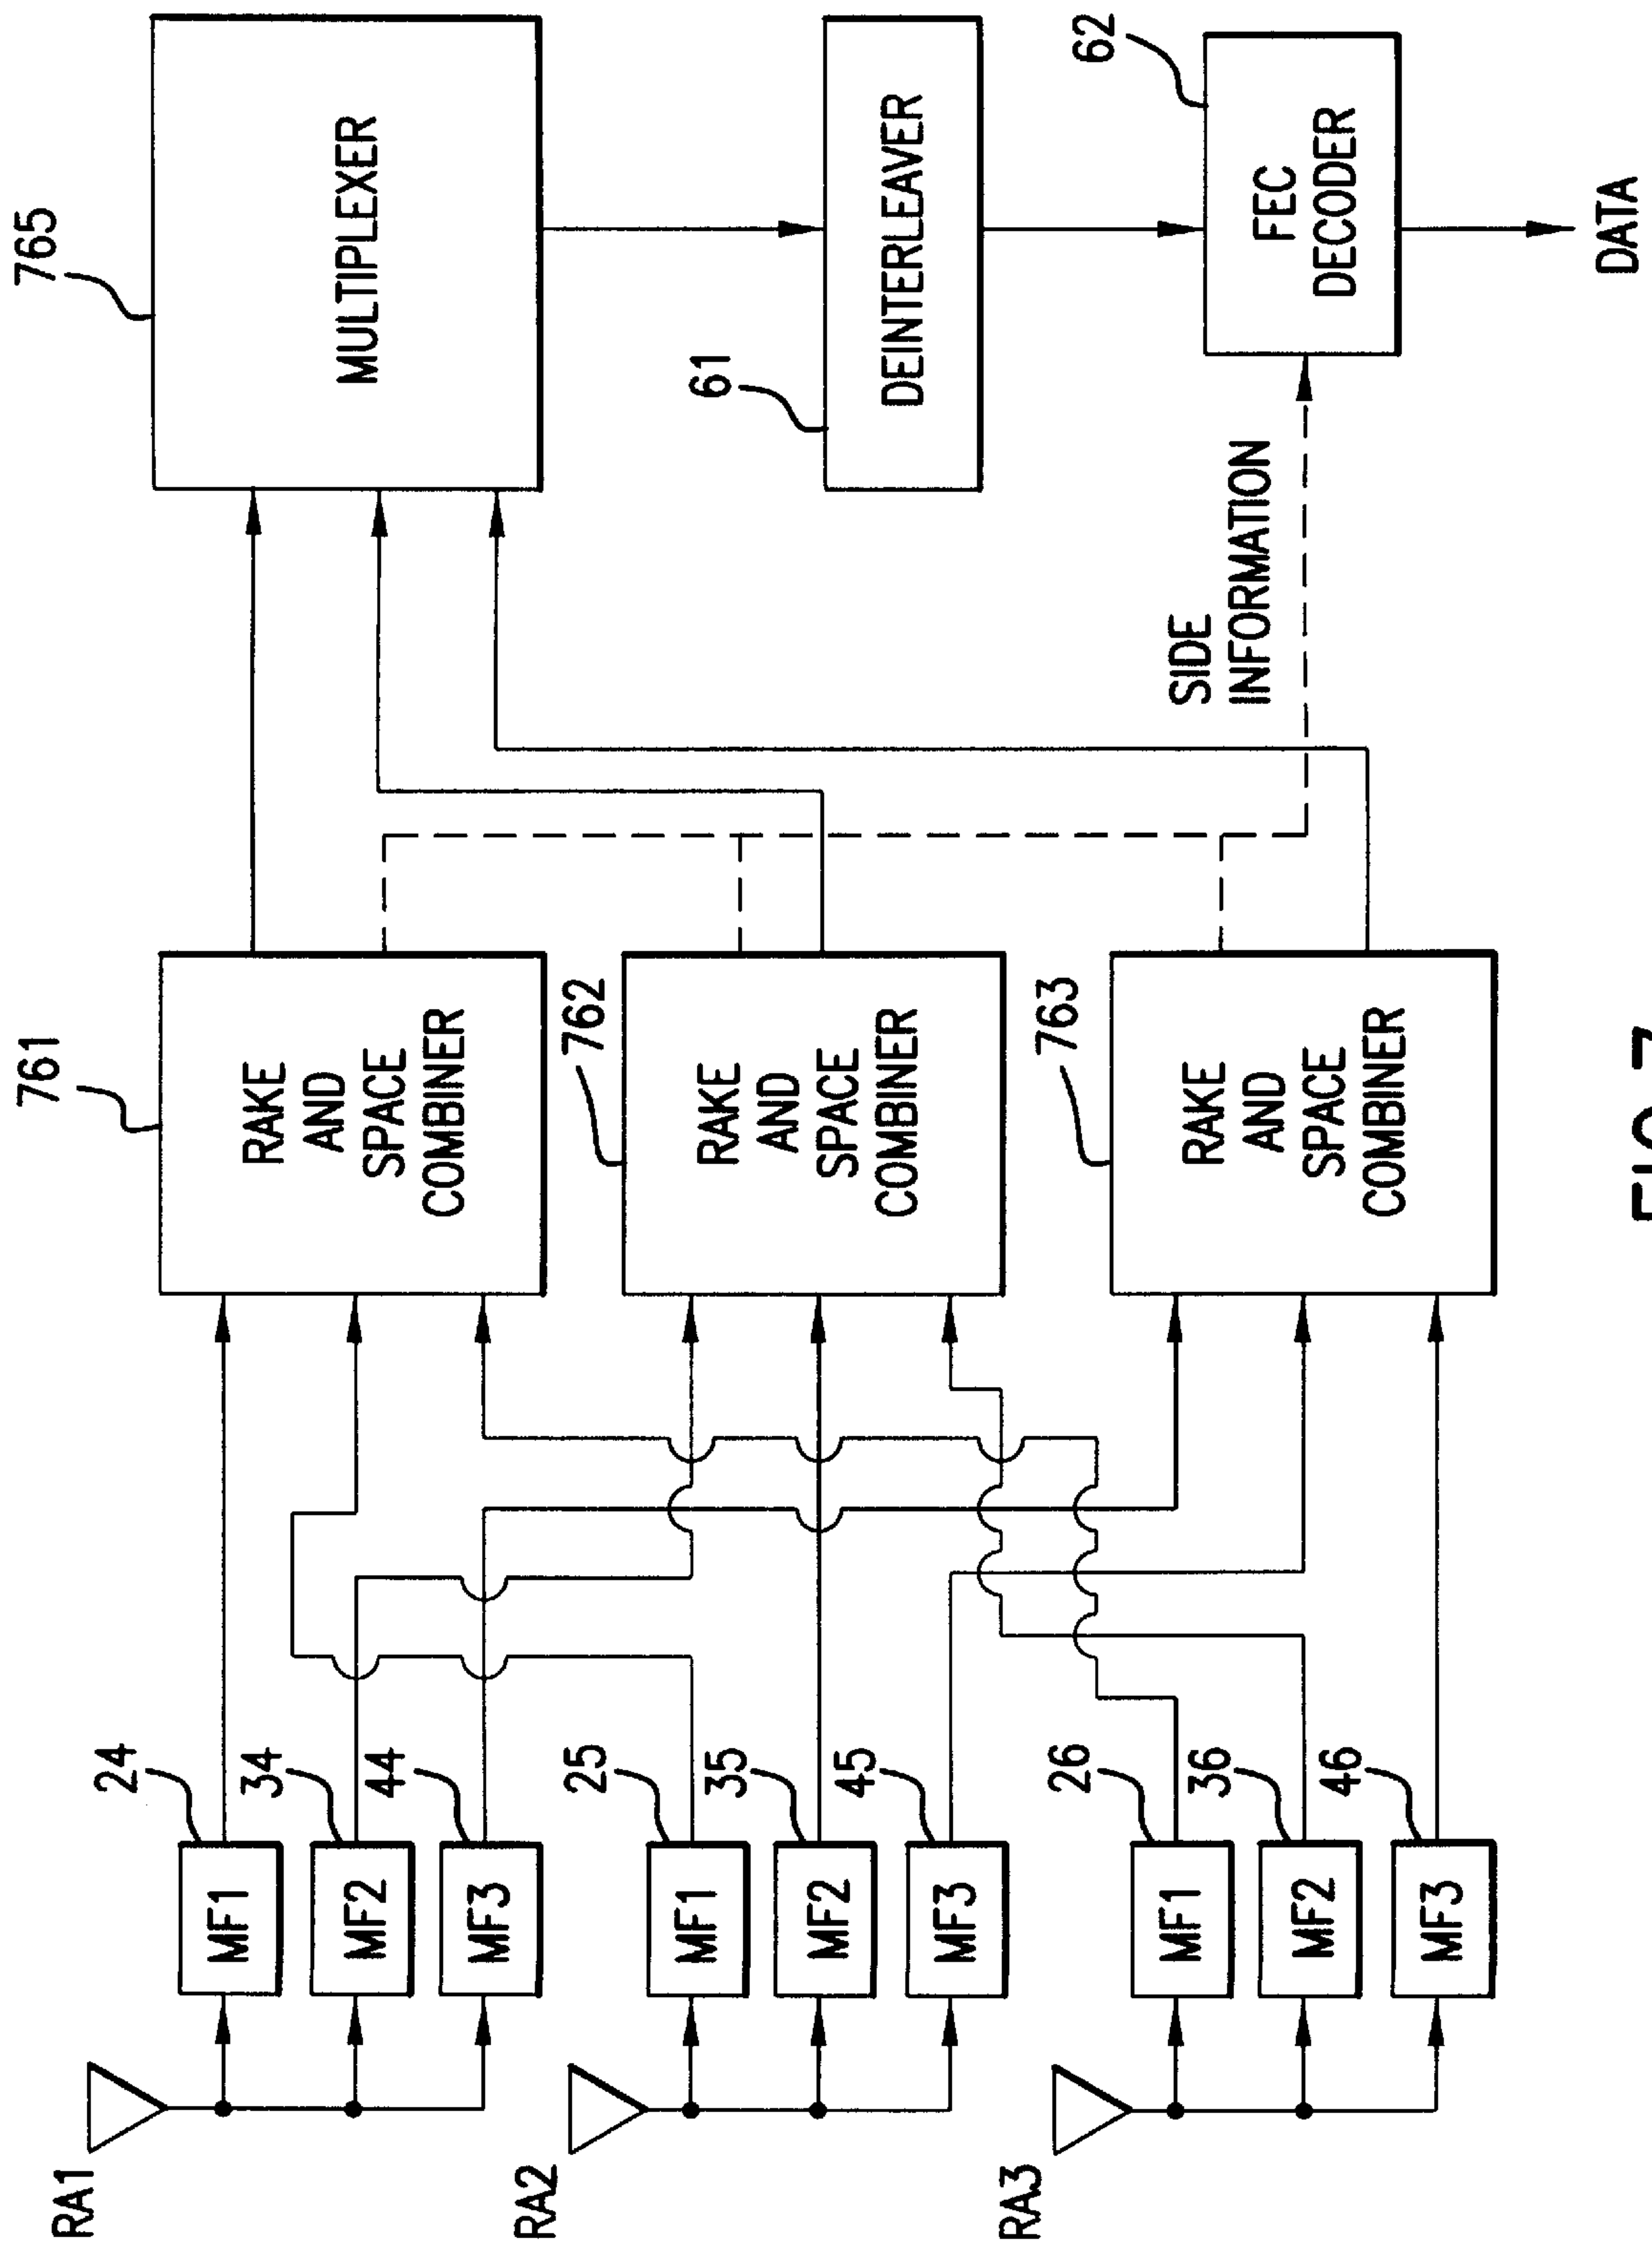 RA1
24
MF1
34
MF2
44
MF3
RA2
25
MF1
35
MF2
45
MF3
RA3
26
MF1
36
MF2
46
MF3
761
RAKE
AND
SPACE
COMBINER
762
RAKE
AND
SPACE
COMBINER
763
RAKE
AND
SPACE
COMBINER
765
MULTIPLEXER
61
DEINTERLEAVER
SIDE
INFORMATION
62
FEC
DECODER
DATA
FIG.7